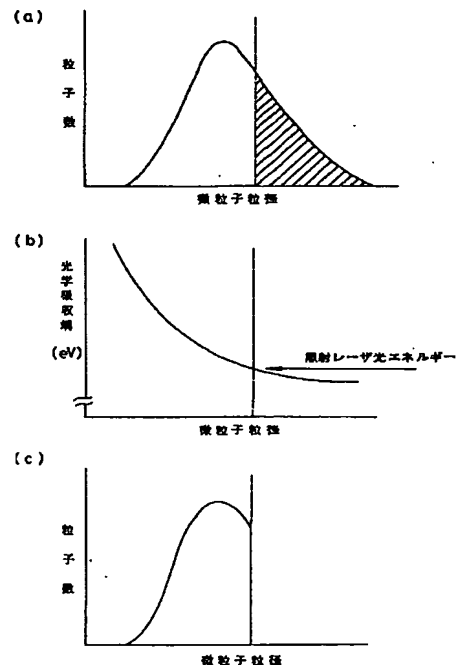 (a)
粒子数
微粒子粒径
(b)
光学吸収端
(eV)
照射レーザ光エネルギー
微粒子粒径
(c)
粒子数
微粒子粒径